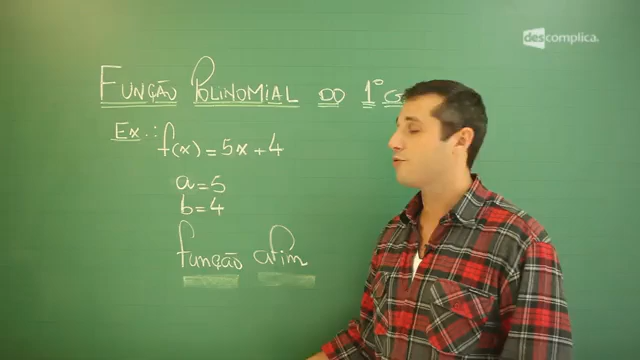 descomplica.
FUNÇÃO POLINOMIAL DO 1º G
Ex.: f(x) = 5x + 4
a = 5
b = 4
função afim